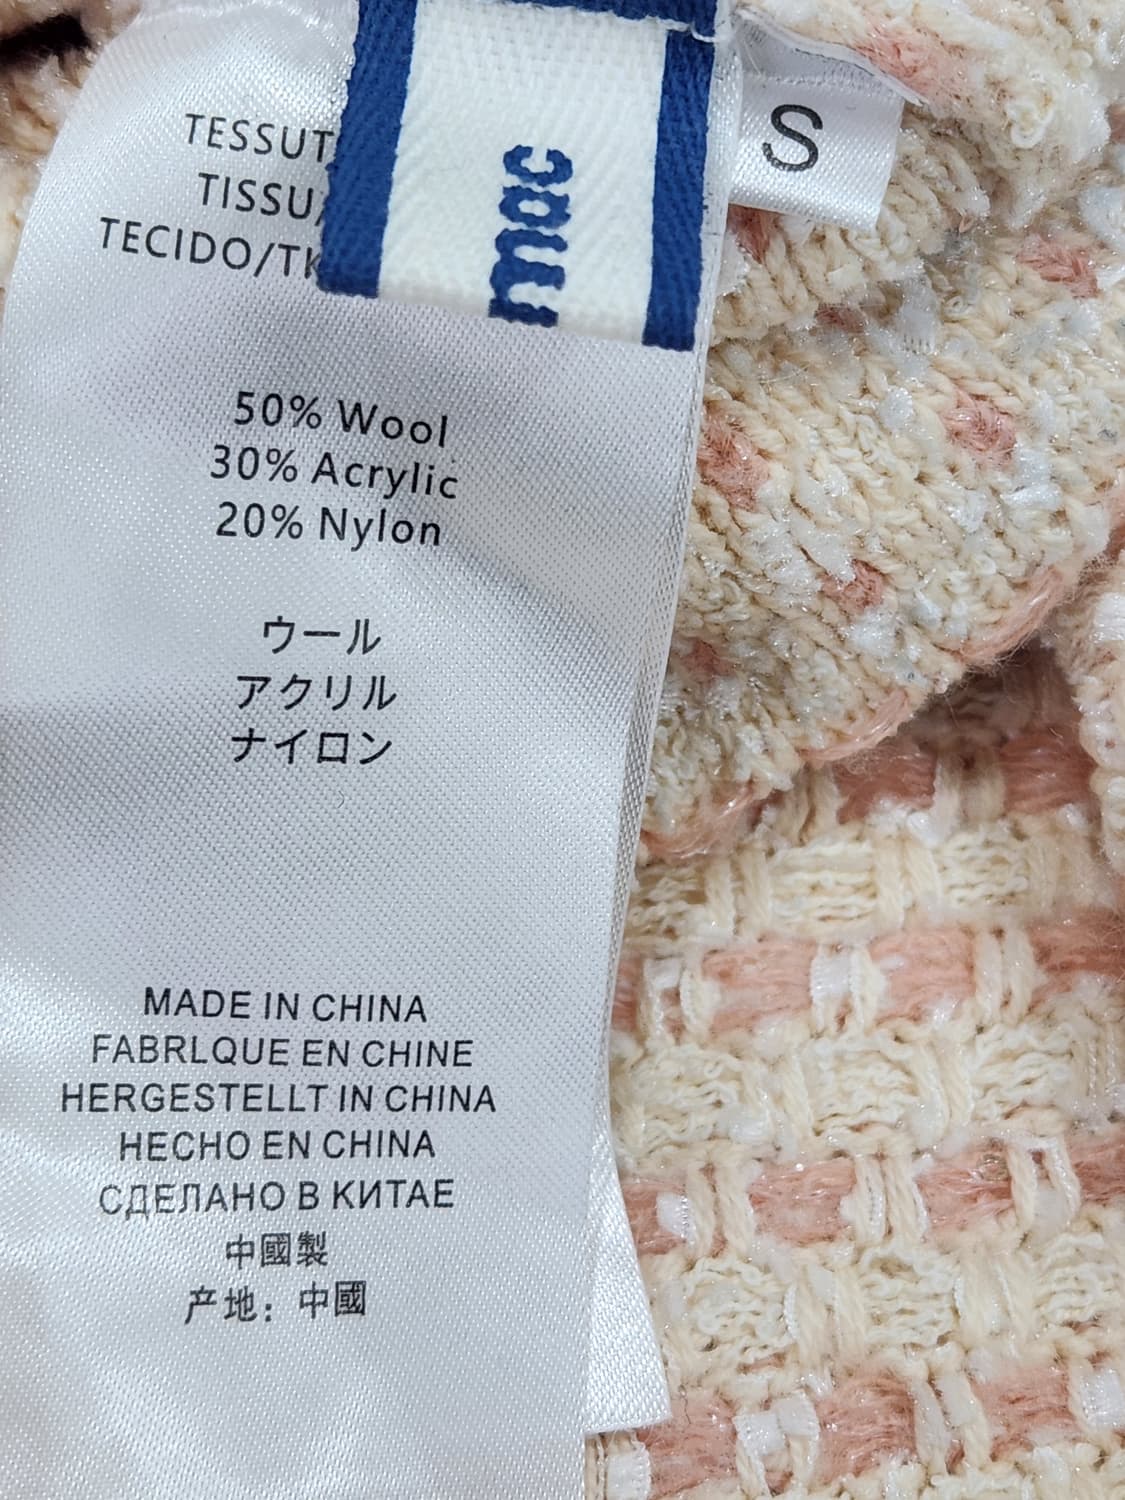 TESSUT
TISSU/
TECIDO/TK
mac
S
50% Wool
30% Acrylic
20% Nylon
ウール
アクリル
ナイロン
MADE IN CHINA
FABRLQUE EN CHINE
HERGESTELLT IN CHINA
HECHO EN CHINA
СДЕЛАНО В КИТАЕ
中國製
产地：中國